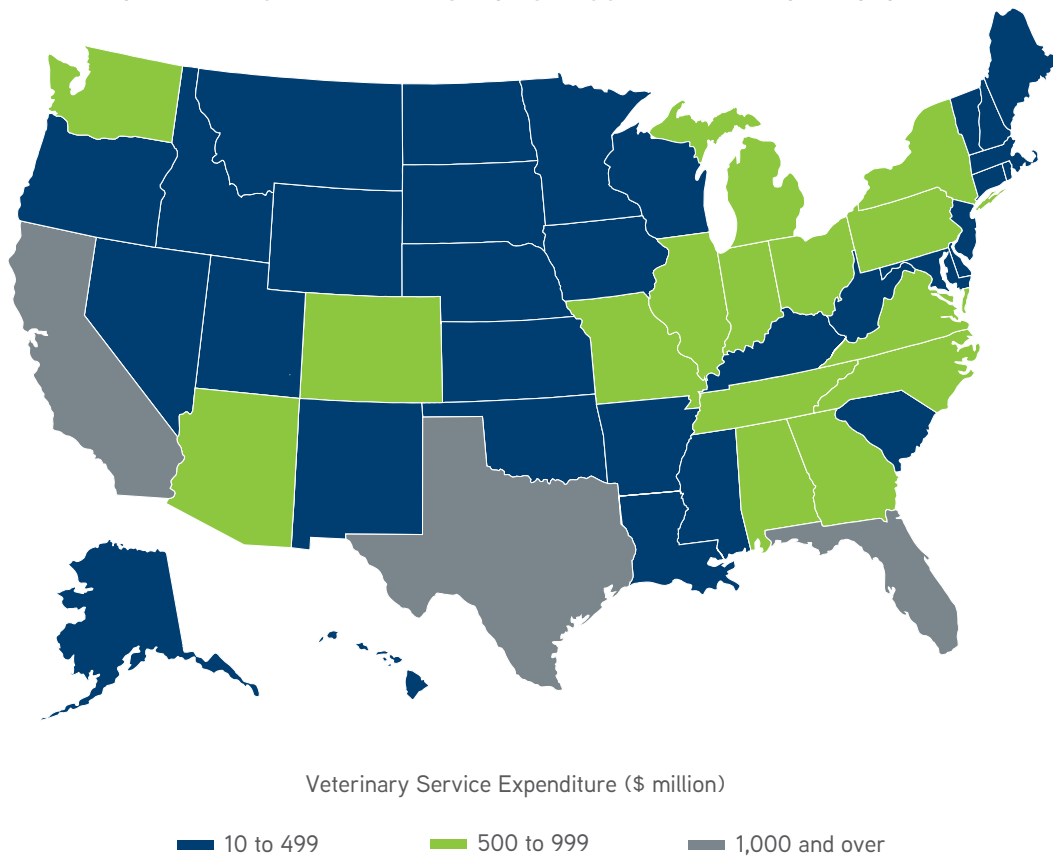 Veterinary Service Expenditure ($ million)
10 to 499
500 to 999
1,000 and over